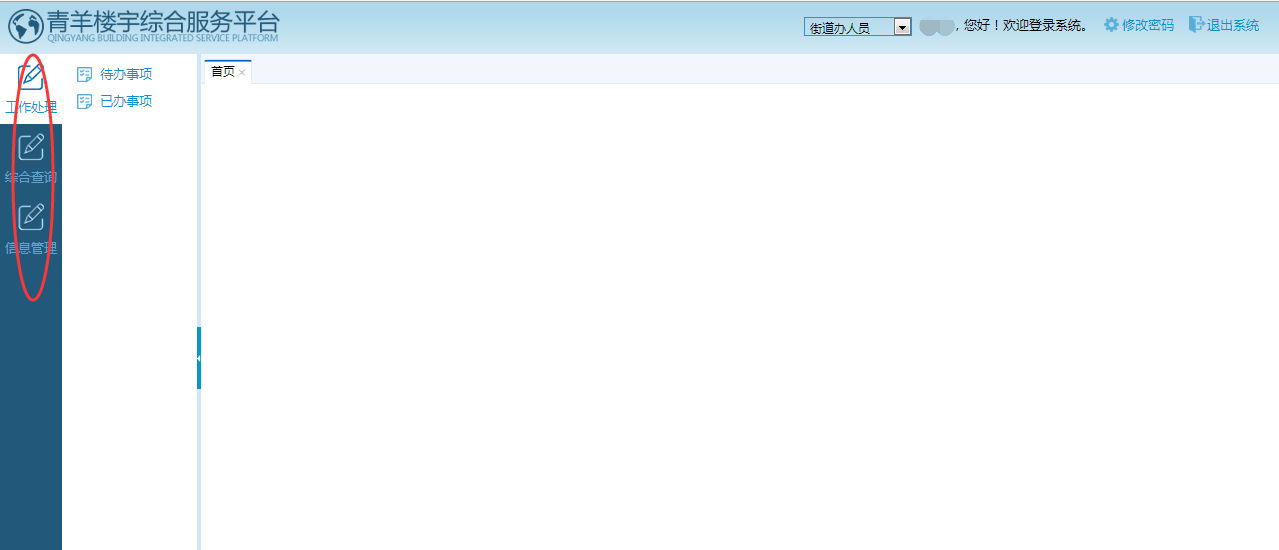 青羊楼宇综合服务平台
QINGYANG BUILDING INTEGRATED SERVICE PLATFORM
街道办人员
，您好！欢迎登录系统。
修改密码
退出系统
工作处理
综合查询
信息管理
待办事项
已办事项
首页